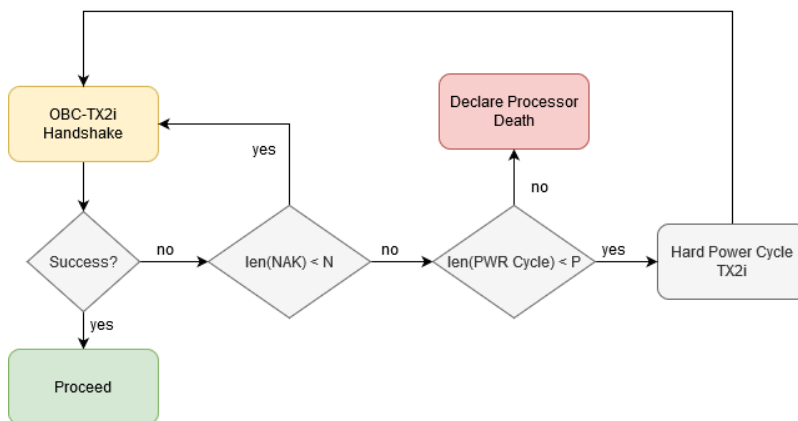 OBC-TX2i
Handshake
Declare Processor
Death
yes
no
Success?
no
len(NAK) < N
no
len(PWR Cycle) < P
yes
Hard Power Cycle
TX2i
yes
Proceed